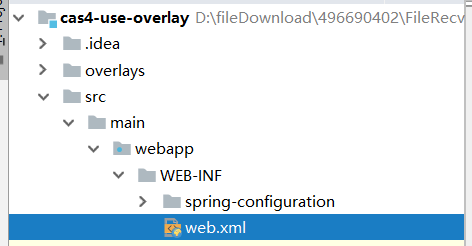 cas4-use-overlay D:\fileDownload\496690402\FileRecv
.idea
overlays
src
main
webapp
WEB-INF
spring-configuration
web.xml